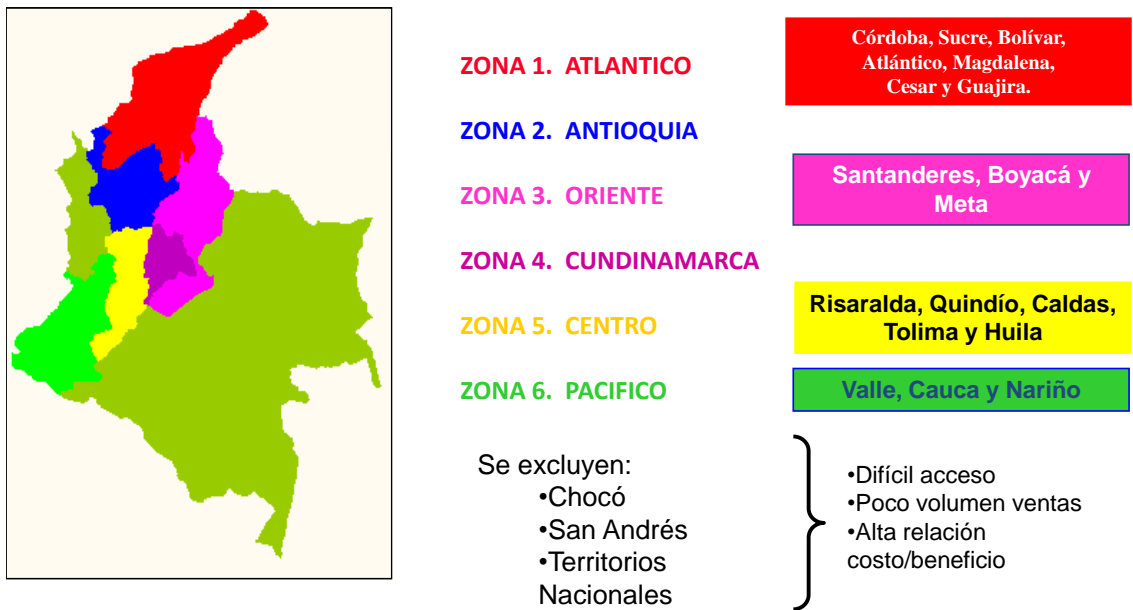 ZONA 1. ATLANTICO
Córdoba, Sucre, Bolívar,
Atlántico, Magdalena,
Cesar y Guajira.
ZONA 2. ANTIOQUIA
ZONA 3. ORIENTE
Santanderes, Boyacá y
Meta
ZONA 4. CUNDINAMARCA
ZONA 5. CENTRO
Risaralda, Quindío, Caldas,
Tolima y Huila
ZONA 6. PACIFICO
Valle, Cauca y Nariño
Se excluyen:
•Chocó
•San Andrés
•Territorios
Nacionales
•Difícil acceso
•Poco volumen ventas
•Alta relación
costo/beneficio